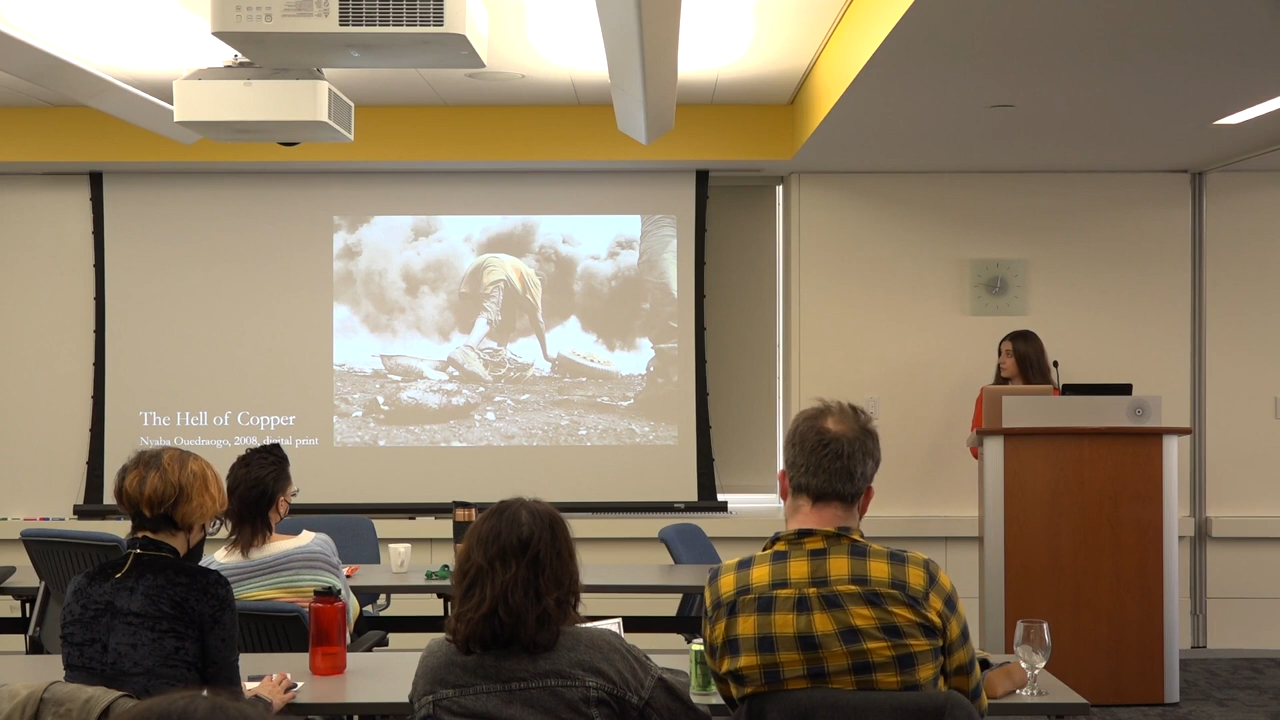 The Hell of Copper
Nyaba Ouedraogo, 2008, digital print